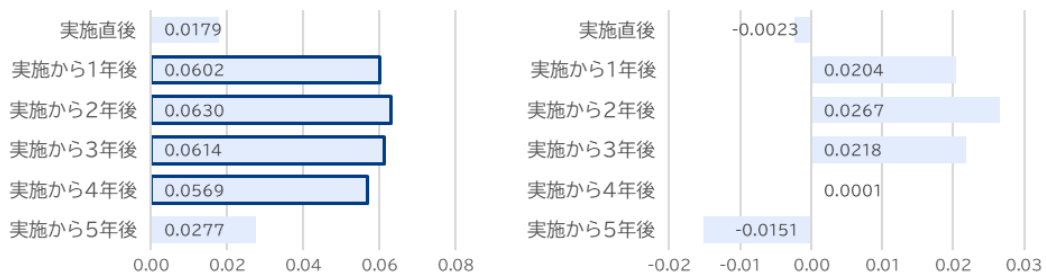 実施直後 0.0179
実施から1年後 0.0602
実施から2年後 0.0630
実施から3年後 0.0614
実施から4年後 0.0569
実施から5年後 0.0277
0.00 0.02 0.04 0.06 0.08
実施直後 -0.0023
実施から1年後 0.0204
実施から2年後 0.0267
実施から3年後 0.0218
実施から4年後 0.0001
実施から5年後 -0.0151
-0.02 -0.01 0.00 0.01 0.02 0.03